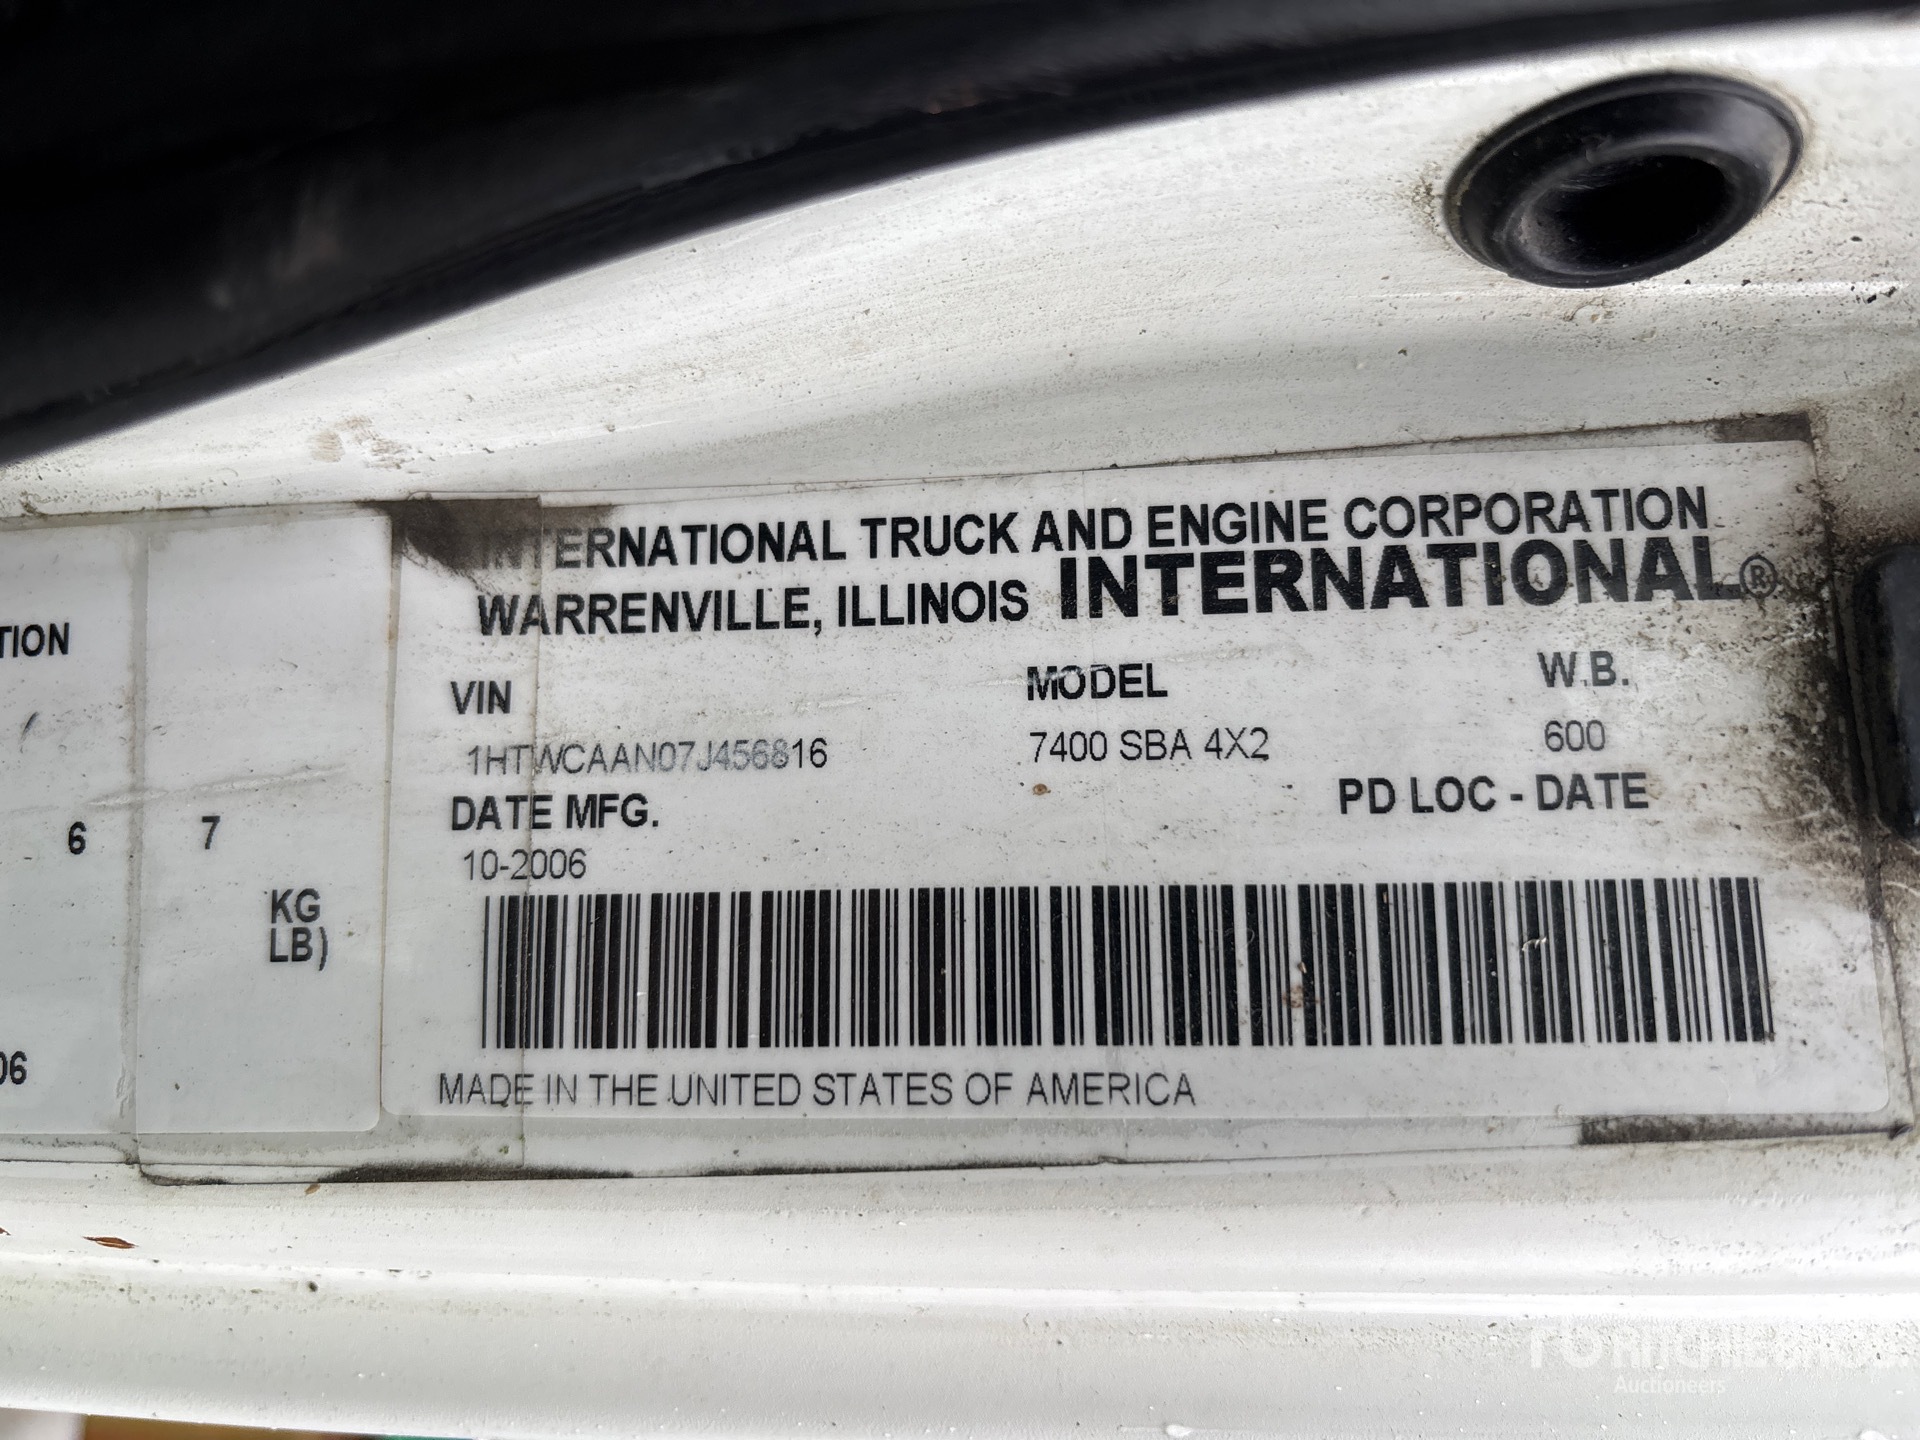 TION
6
7
KG
LB)
06
INTERNATIONAL TRUCK AND ENGINE CORPORATION
WARRENVILLE, ILLINOIS INTERNATIONAL®
VIN MODEL W.B.
1HTWCAAN07J456816 7400 SBA 4X2 600
DATE MFG. PD LOC - DATE
10-2006
MADE IN THE UNITED STATES OF AMERICA
Auctioneers